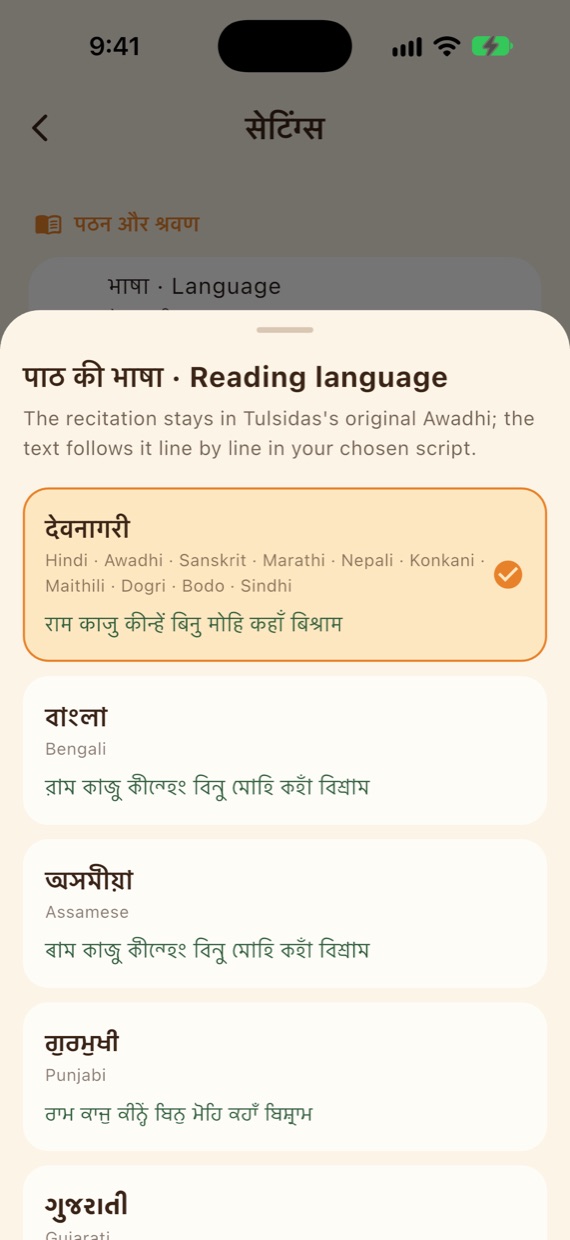 9:41
सेटिंग्स
पठन और श्रवण
भाषा · Language
पाठ की भाषा · Reading language
The recitation stays in Tulsidas's original Awadhi; the
text follows it line by line in your chosen script.
देवनागरी
Hindi · Awadhi · Sanskrit · Marathi · Nepali · Konkani ·
Maithili · Dogri · Bodo · Sindhi
राम काजु कीन्हें बिनु मोहि कहाँ बिश्राम
বাংলা
Bengali
রাম কাজু কীন্হেং বিনু মোহি কহাঁ বিশ্রাম
অসমীয়া
Assamese
ৰাম কাজু কীন্হেং বিনু মোহি কহাঁ বিশ্ৰাম
ਗੁਰਮੁਖੀ
Punjabi
ਰਾਮ ਕਾਜੁ ਕੀਨ੍ਹੇਂ ਬਿਨੁ ਮੋਹਿ ਕਹਾਁ ਬਿਸ਼੍ਰਾਮ
ગુજરાતી
Gujarati